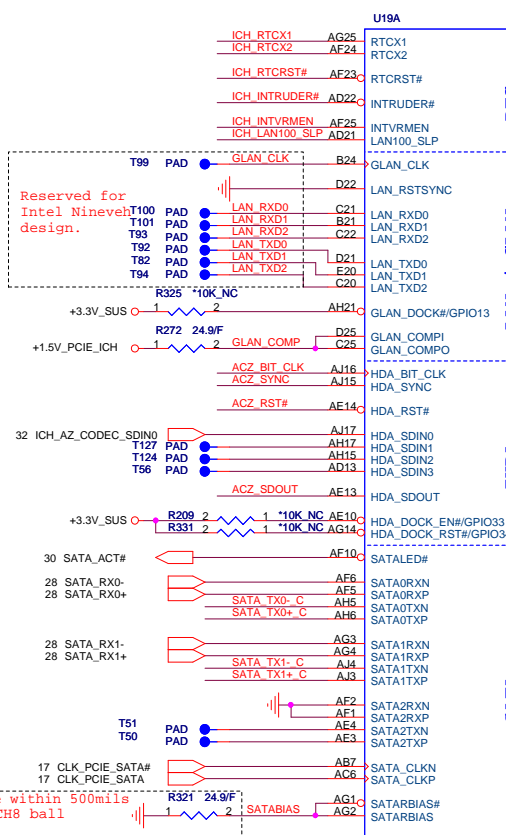 U19A
ICH_RTCX1 AG25 RTCX1
ICH_RTCX2 AF24 RTCX2
ICH_RTCRST# AF23 RTCRST#
ICH_INTRUDER# AD22 INTRUDER#
ICH_INTVRMEN AF25 INTVRMEN
ICH_LAN100_SLP AD21 LAN100_SLP
T99 PAD GLAN_CLK B24 GLAN_CLK
D22 LAN_RSTSYNC
Reserved for
Intel Nineveh
design.
T100 PAD LAN_RXD0 C21 LAN_RXD0
T101 PAD LAN_RXD1 B21 LAN_RXD1
T93 PAD LAN_RXD2 C22 LAN_RXD2
T92 PAD LAN_TXD0 D21 LAN_TXD0
T82 PAD LAN_TXD1 E20 LAN_TXD1
T94 PAD LAN_TXD2 C20 LAN_TXD2
R325 *10K_NC
+3.3V_SUS 1 2 AH21 GLAN_DOCK#/GPIO13
R272 24.9/F
+1.5V_PCIE_ICH 1 2 GLAN_COMP D25 GLAN_COMPI
C25 GLAN_COMPO
ACZ_BIT_CLK AJ16 HDA_BIT_CLK
ACZ_SYNC AJ15 HDA_SYNC
ACZ_RST# AE14 HDA_RST#
32 ICH_AZ_CODEC_SDIN0 AJ17 HDA_SDIN0
T127 PAD AH17 HDA_SDIN1
T124 PAD AH15 HDA_SDIN2
T56 PAD AD13 HDA_SDIN3
ACZ_SDOUT AE13 HDA_SDOUT
+3.3V_SUS R209 2 1 *10K_NC AE10 HDA_DOCK_EN#/GPIO33
R331 2 1 *10K_NC AG14 HDA_DOCK_RST#/GPIO3
30 SATA_ACT# AF10 SATALED#
28 SATA_RX0- AF6 SATA0RXN
28 SATA_RX0+ AF5 SATA0RXP
SATA_TX0-_C AH5 SATA0TXN
SATA_TX0+_C AH6 SATA0TXP
28 SATA_RX1- AG3 SATA1RXN
28 SATA_RX1+ AG4 SATA1RXP
SATA_TX1-_C AJ4 SATA1TXN
SATA_TX1+_C AJ3 SATA1TXP
AF2 SATA2RXN
AF1 SATA2RXP
T51 PAD AE4 SATA2TXN
T50 PAD AE3 SATA2TXP
17 CLK_PCIE_SATA# AB7 SATA_CLKN
17 CLK_PCIE_SATA AC6 SATA_CLKP
within 500mils
CH8 ball
R321 24.9/F
1 2 SATABIAS AG1 SATARBIAS#
AG2 SATARBIAS